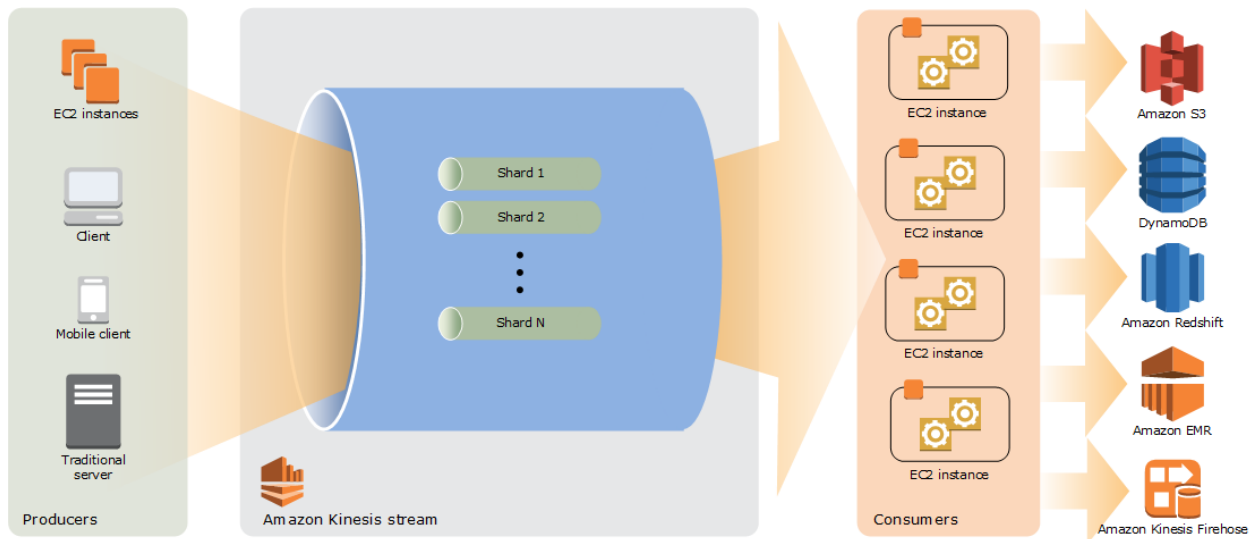 EC2 instances
Client
Mobile client
Traditional
server
Producers
Shard 1
Shard 2
Shard N
Amazon Kinesis stream
EC2 instance
EC2 instance
EC2 instance
EC2 instance
Consumers
Amazon S3
DynamoDB
Amazon Redshift
Amazon EMR
Amazon Kinesis Firehose